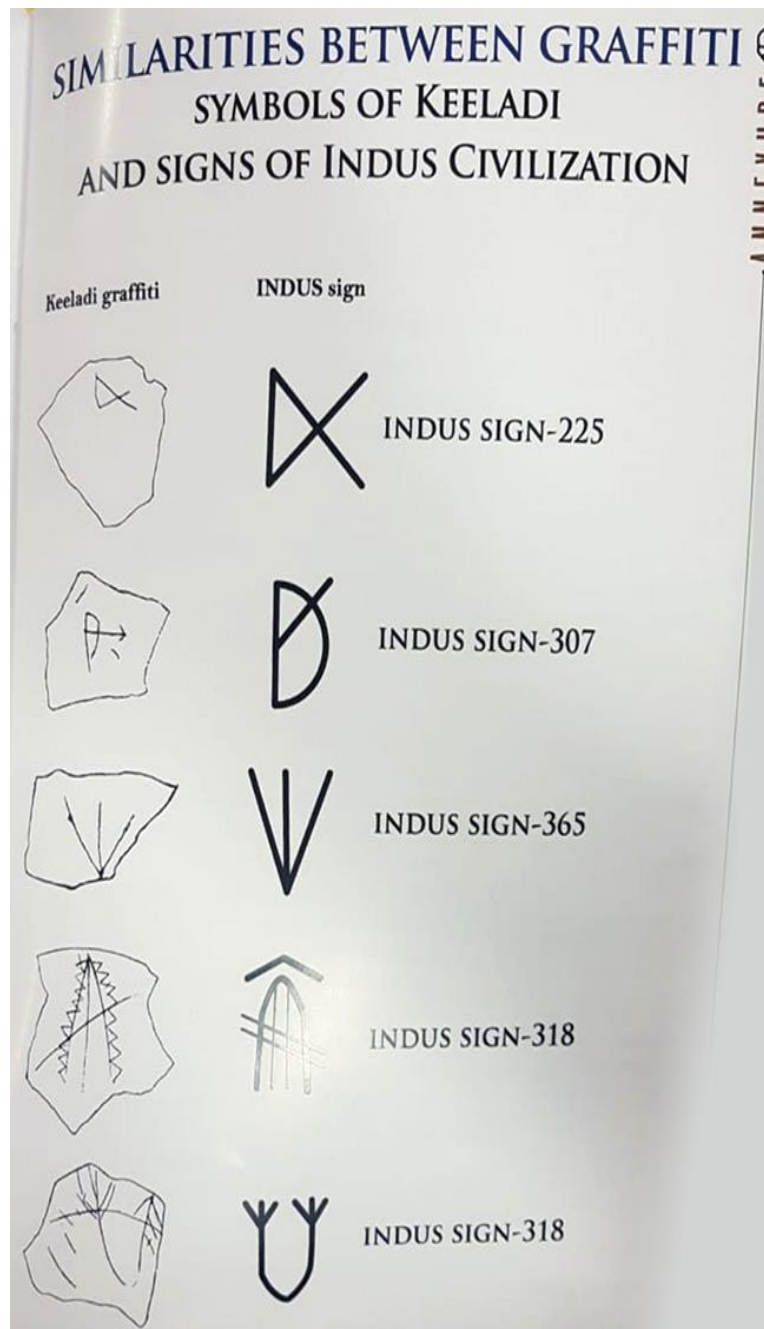 SIMILARITIES BETWEEN GRAFFITI
SYMBOLS OF KEELADI
AND SIGNS OF INDUS CIVILIZATION
ANNEXURE
Keeladi graffiti INDUS sign
INDUS SIGN-225
INDUS SIGN-307
INDUS SIGN-365
INDUS SIGN-318
INDUS SIGN-318